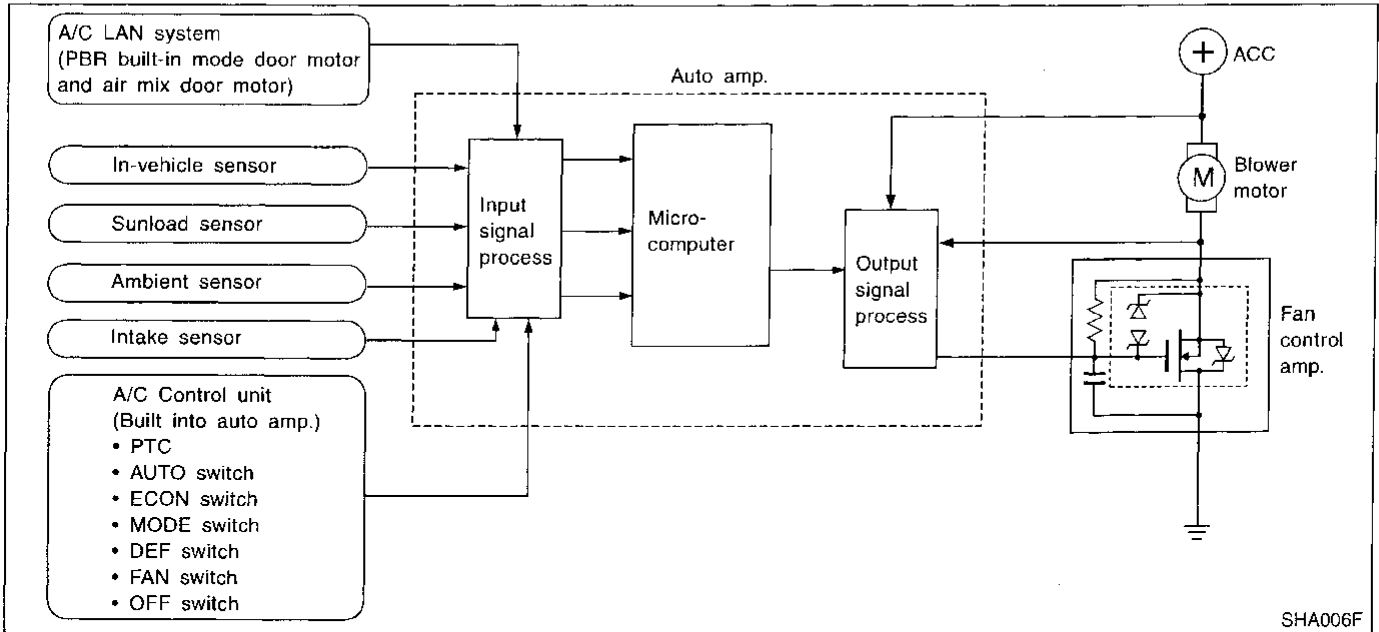 A/C LAN system
(PBR built-in mode door motor
and air mix door motor)
Auto amp.
+
ACC
In-vehicle sensor
Sunload sensor
Ambient sensor
Intake sensor
Input
signal
process
Micro-
computer
Output
signal
process
M
Blower
motor
Fan
control
amp.
A/C Control unit
(Built into auto amp.)
• PTC
• AUTO switch
• ECON switch
• MODE switch
• DEF switch
• FAN switch
• OFF switch
SHA006F